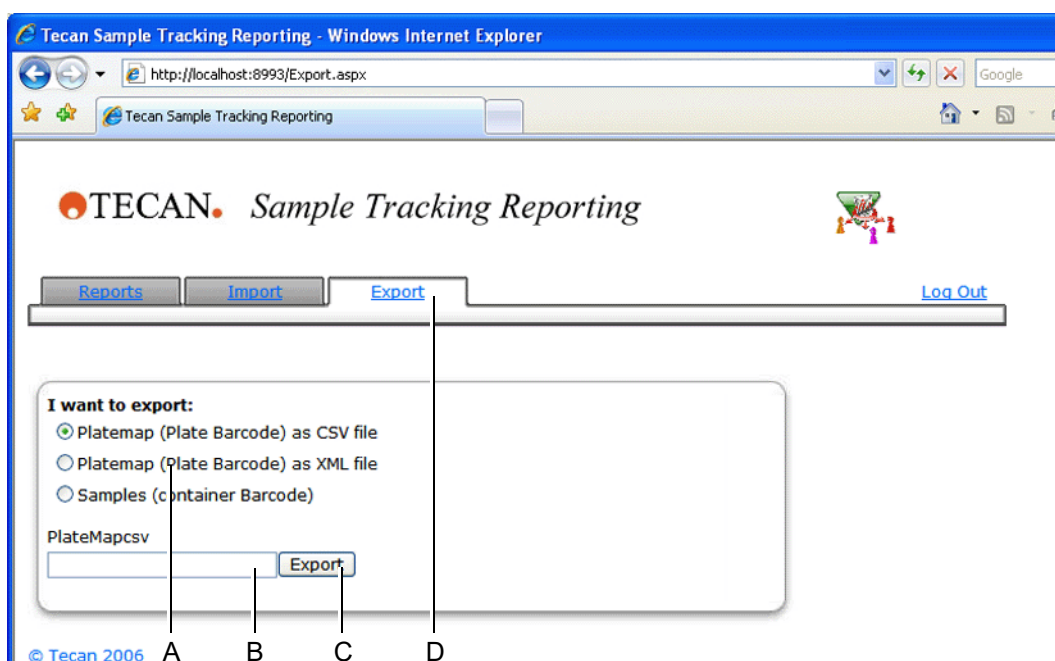 Tecan Sample Tracking Reporting - Windows Internet Explorer
http://localhost:8993/Export.aspx
Google
Tecan Sample Tracking Reporting
TECAN. Sample Tracking Reporting
Reports Import Export Log Out
I want to export:
Platemap (Plate Barcode) as CSV file
Platemap (Plate Barcode) as XML file
Samples (container Barcode)
PlateMapcsv
Export
© Tecan 2006 A B C D